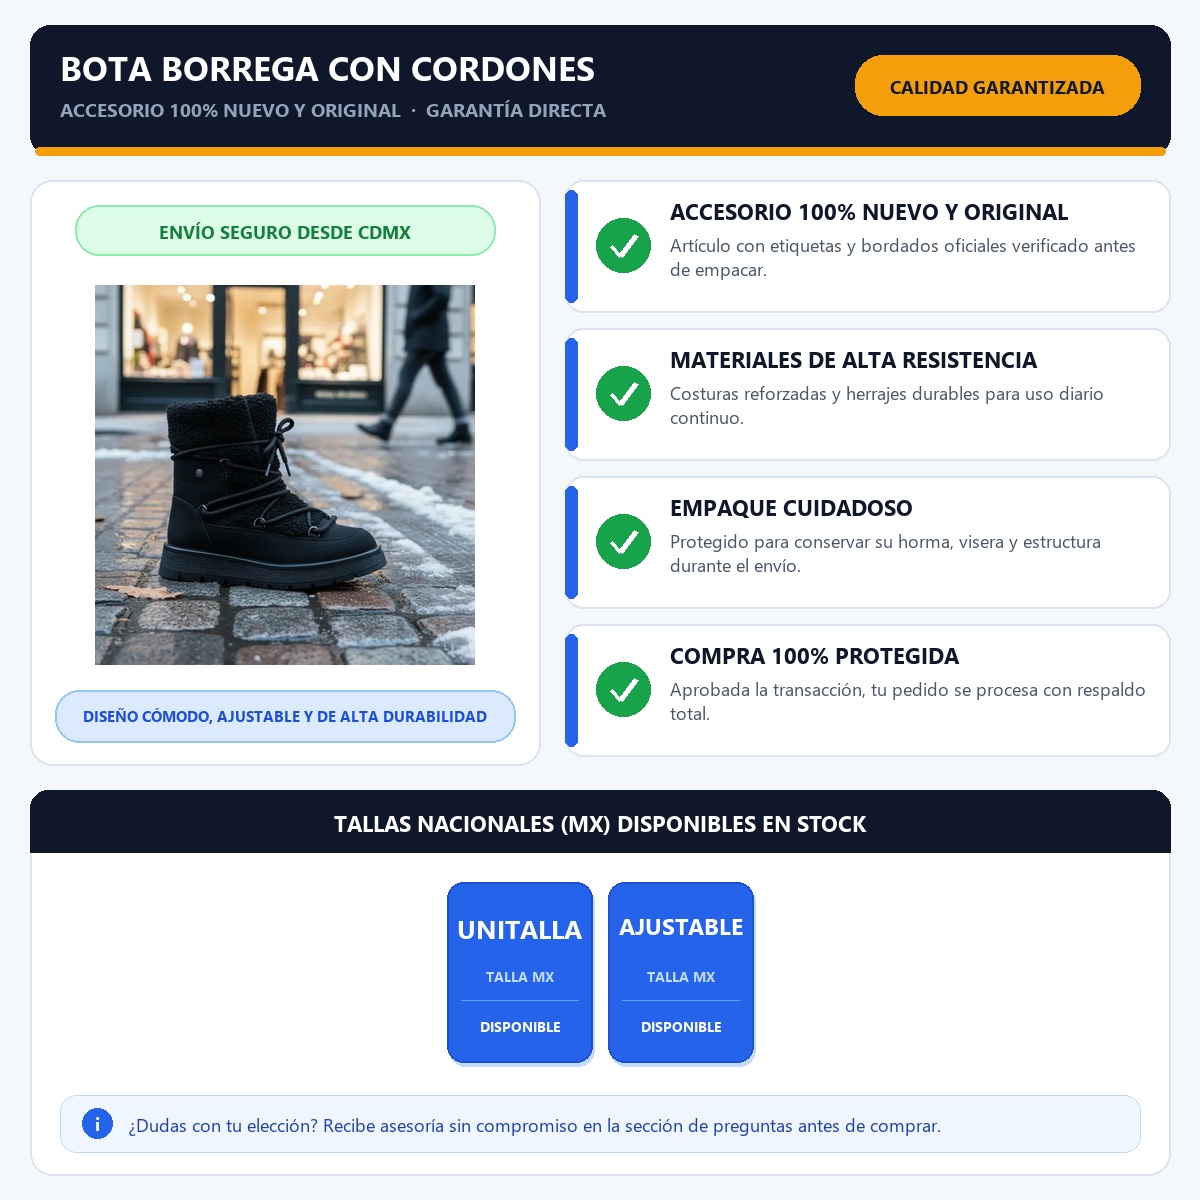 BOTA BORREGA CON CORDONES
ACCESORIO 100% NUEVO Y ORIGINAL · GARANTÍA DIRECTA
CALIDAD GARANTIZADA
ENVÍO SEGURO DESDE CDMX
DISEÑO CÓMODO, AJUSTABLE Y DE ALTA DURABILIDAD
ACCESORIO 100% NUEVO Y ORIGINAL
Artículo con etiquetas y bordados oficiales verificado antes
de empacar.
MATERIALES DE ALTA RESISTENCIA
Costuras reforzadas y herrajes durables para uso diario
continuo.
EMPAQUE CUIDADOSO
Protegido para conservar su horma, visera y estructura
durante el envío.
COMPRA 100% PROTEGIDA
Aprobada la transacción, tu pedido se procesa con respaldo
total.
TALLAS NACIONALES (MX) DISPONIBLES EN STOCK
UNITALLA
TALLA MX
DISPONIBLE
AJUSTABLE
TALLA MX
DISPONIBLE
¿Dudas con tu elección? Recibe asesoría sin compromiso en la sección de preguntas antes de comprar.